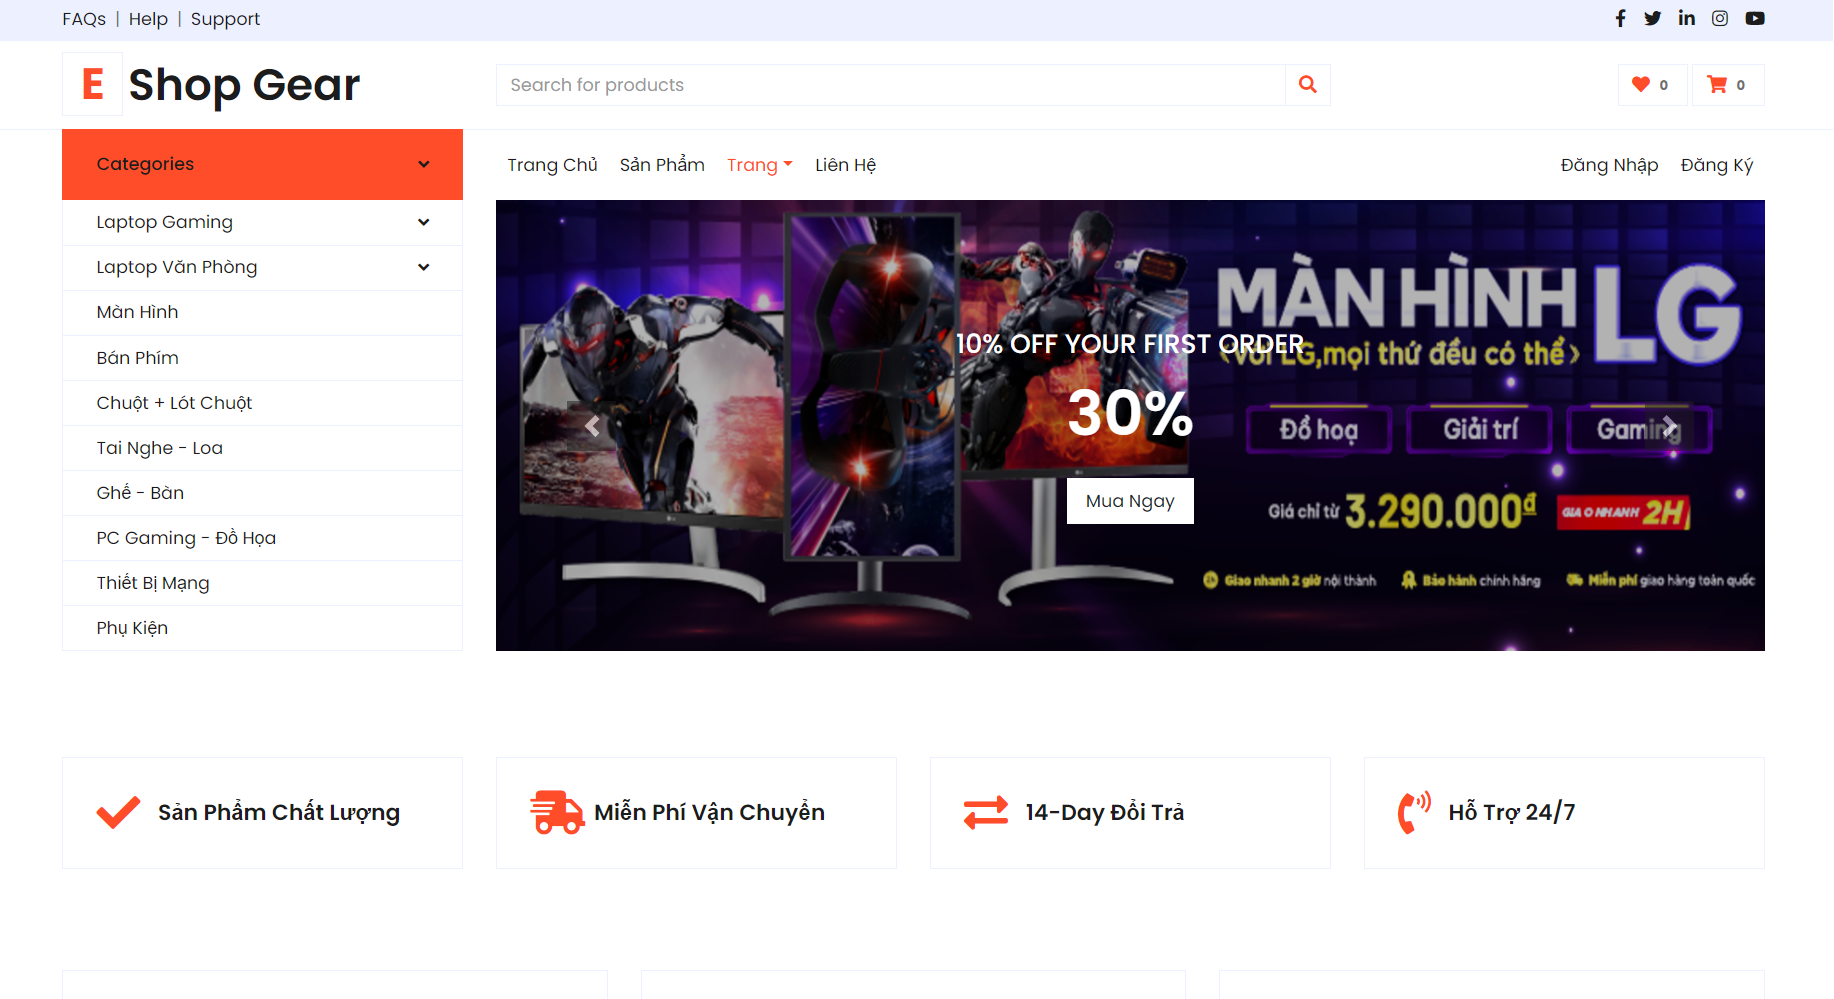 FAQs | Help | Support
E Shop Gear
Search for products
0
0
Categories
Trang Chủ
Sản Phẩm
Trang
Liên Hệ
Đăng Nhập
Đăng Ký
Laptop Gaming
Laptop Văn Phòng
Màn Hình
Bán Phím
Chuột + Lót Chuột
Tai Nghe - Loa
Ghế - Bàn
PC Gaming - Đồ Họa
Thiết Bị Mạng
Phụ Kiện
MÀN HÌNH LG
10% OFF YOUR FIRST ORDER
Với LG,mọi thứ đều có thể
30%
Đồ hoạ
Giải trí
Gaming
Mua Ngay
Giá chỉ từ 3.290.000đ
GIAO NHANH 2H
Giao nhanh 2 giờ nội thành
Bảo hành chính hãng
Miễn phí giao hàng toàn quốc
Sản Phẩm Chất Lượng
Miễn Phí Vận Chuyển
14-Day Đổi Trả
Hỗ Trợ 24/7